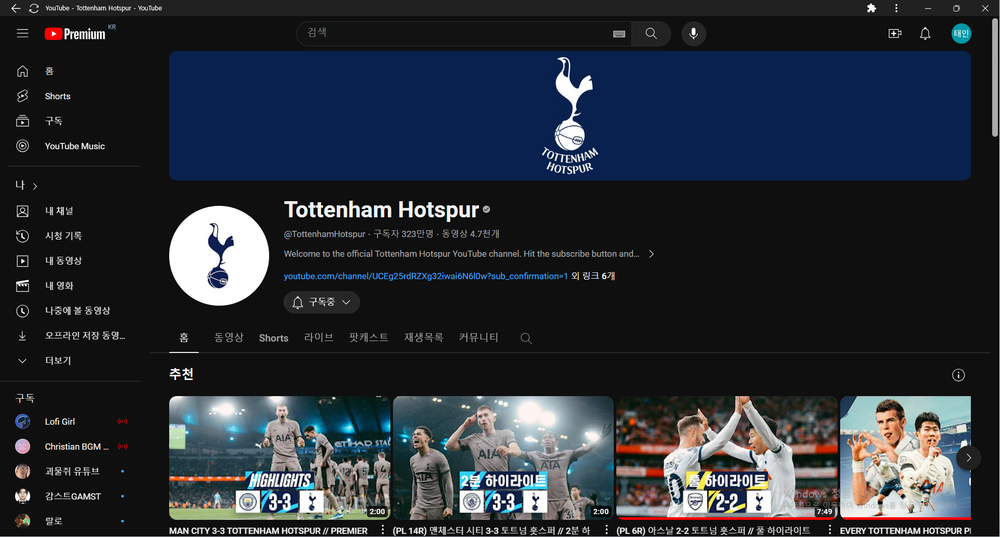 YouTube - Tottenham Hotspur - YouTube
Premium KR
검색
태인
홈
Shorts
구독
YouTube Music
나
내 채널
시청 기록
내 동영상
내 영화
나중에 볼 동영상
오프라인 저장 동영...
더보기
구독
Lofi Girl
Christian BGM ...
괴물쥐 유튜브
감스트GAMST
랄로
TOTTENHAM
HOTSPUR
Tottenham Hotspur
@TottenhamHotspur · 구독자 323만명 · 동영상 4.7천개
Welcome to the official Tottenham Hotspur YouTube channel. Hit the subscribe button and...
youtube.com/channel/UCEg25rdRZXg32iwai6N6l0w?sub_confirmation=1 외 링크 6개
구독중
홈 동영상 Shorts 라이브 팟캐스트 재생목록 커뮤니티
추천
AIA
ETIHAD STAD
12 5 4
HIGHLIGHTS
3-3
2:00
MAN CITY 3-3 TOTTENHAM HOTSPUR // PREMIER
AIA
AIA
AIA
38
2분 하이라이트
3-3
2:00
(PL 14R) 맨체스터 시티 3-3 토트넘 홋스퍼 // 2분 하
풀 하이라이트
Arsenal
2-2
7:49
(PL 6R) 아스날 2-2 토트넘 홋스퍼 // 풀 하이라이트
AIA
EVERY TOTTENHAM HOTSPUR P
Windows 정품 인증
[설정]으로 이동하여 Windows를 정품 인증합니다.